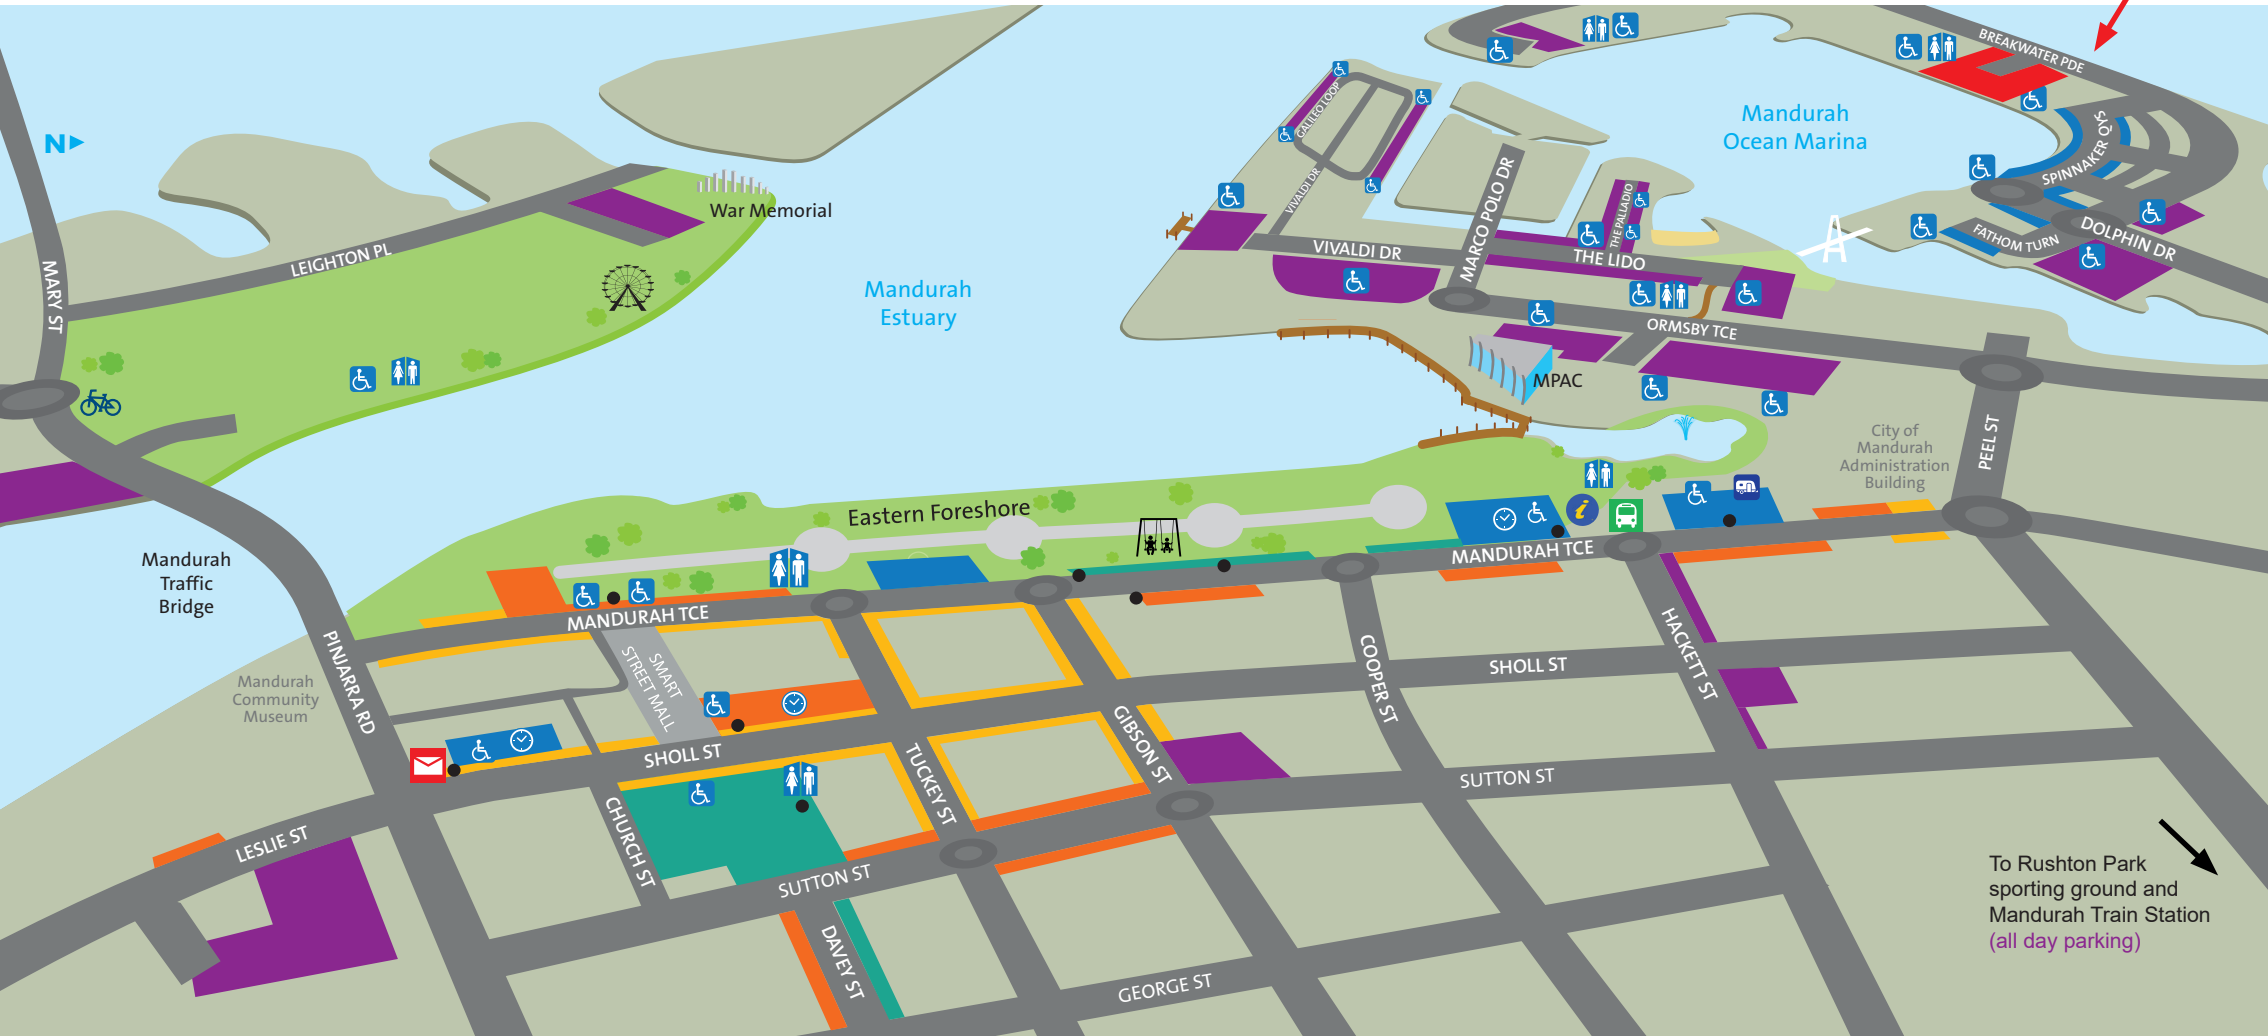 BREAKWATER PDE
GALILEO LOOP
Mandurah
Ocean Marina
SPINNAKER
QYS
N
VIVALDI DR
MARCO POLO DR
THE PALLADIO
War Memorial
LEIGHTON PL
MARY ST
VIVALDI DR
THE LIDO
FATHOM TURN
DOLPHIN DR
Mandurah
Estuary
ORMSBY TCE
MPAC
City of
Mandurah
Administration
Building
PEEL ST
Eastern Foreshore
i
MANDURAH TCE
Mandurah
Traffic
Bridge
MANDURAH TCE
PINJARRA RD
SMART
STREET MALL
COOPER ST
HACKETT ST
SHOLL ST
Mandurah
Community
Museum
SHOLL ST
TUCKEY ST
GIBSON ST
SUTTON ST
CHURCH ST
LESLIE ST
SUTTON ST
DAVEY ST
GEORGE ST
To Rushton Park
sporting ground and
Mandurah Train Station
(all day parking)